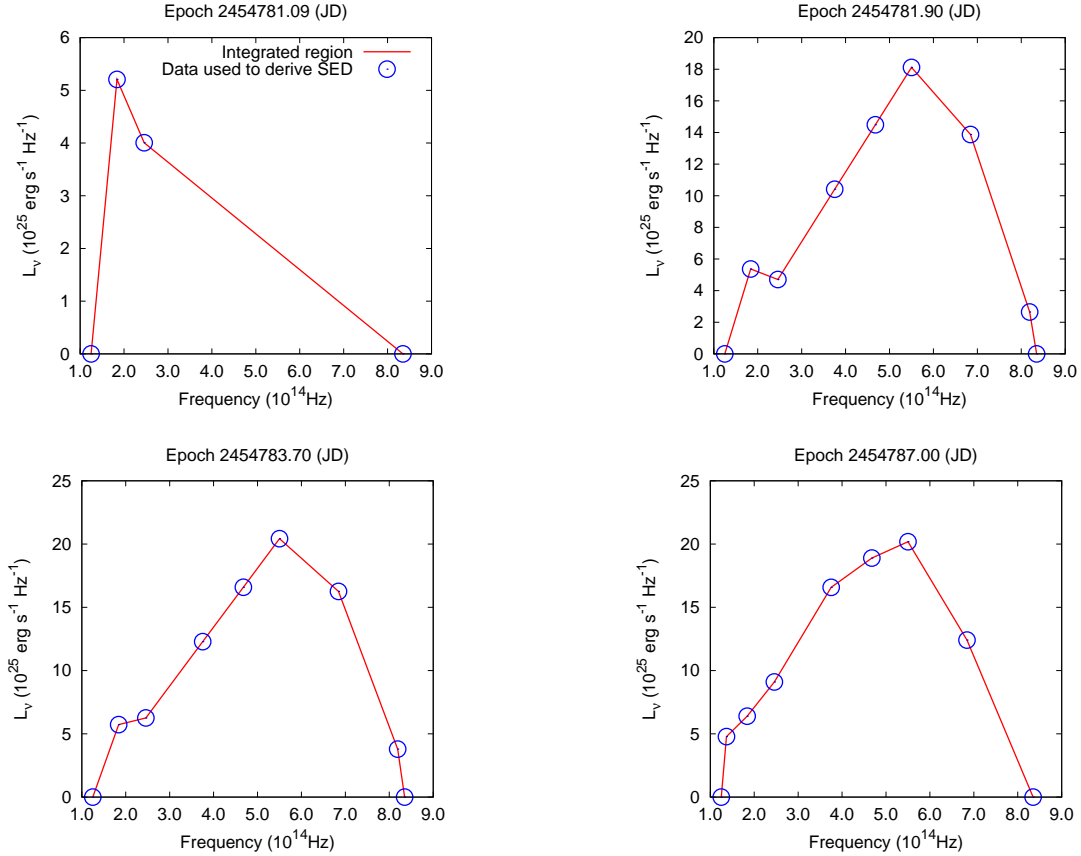 Epoch 2454781.09 (JD)
6
5
4
3
2
1
0
L_ν (10^25 erg s^-1 Hz^-1)
Integrated region
Data used to derive SED
1.0 2.0 3.0 4.0 5.0 6.0 7.0 8.0 9.0
Frequency (10^14Hz)
Epoch 2454781.90 (JD)
20
18
16
14
12
10
8
6
4
2
0
L_ν (10^25 erg s^-1 Hz^-1)
1.0 2.0 3.0 4.0 5.0 6.0 7.0 8.0 9.0
Frequency (10^14Hz)
Epoch 2454783.70 (JD)
25
20
15
10
5
0
L_ν (10^25 erg s^-1 Hz^-1)
1.0 2.0 3.0 4.0 5.0 6.0 7.0 8.0 9.0
Frequency (10^14Hz)
Epoch 2454787.00 (JD)
25
20
15
10
5
0
L_ν (10^25 erg s^-1 Hz^-1)
1.0 2.0 3.0 4.0 5.0 6.0 7.0 8.0 9.0
Frequency (10^14Hz)